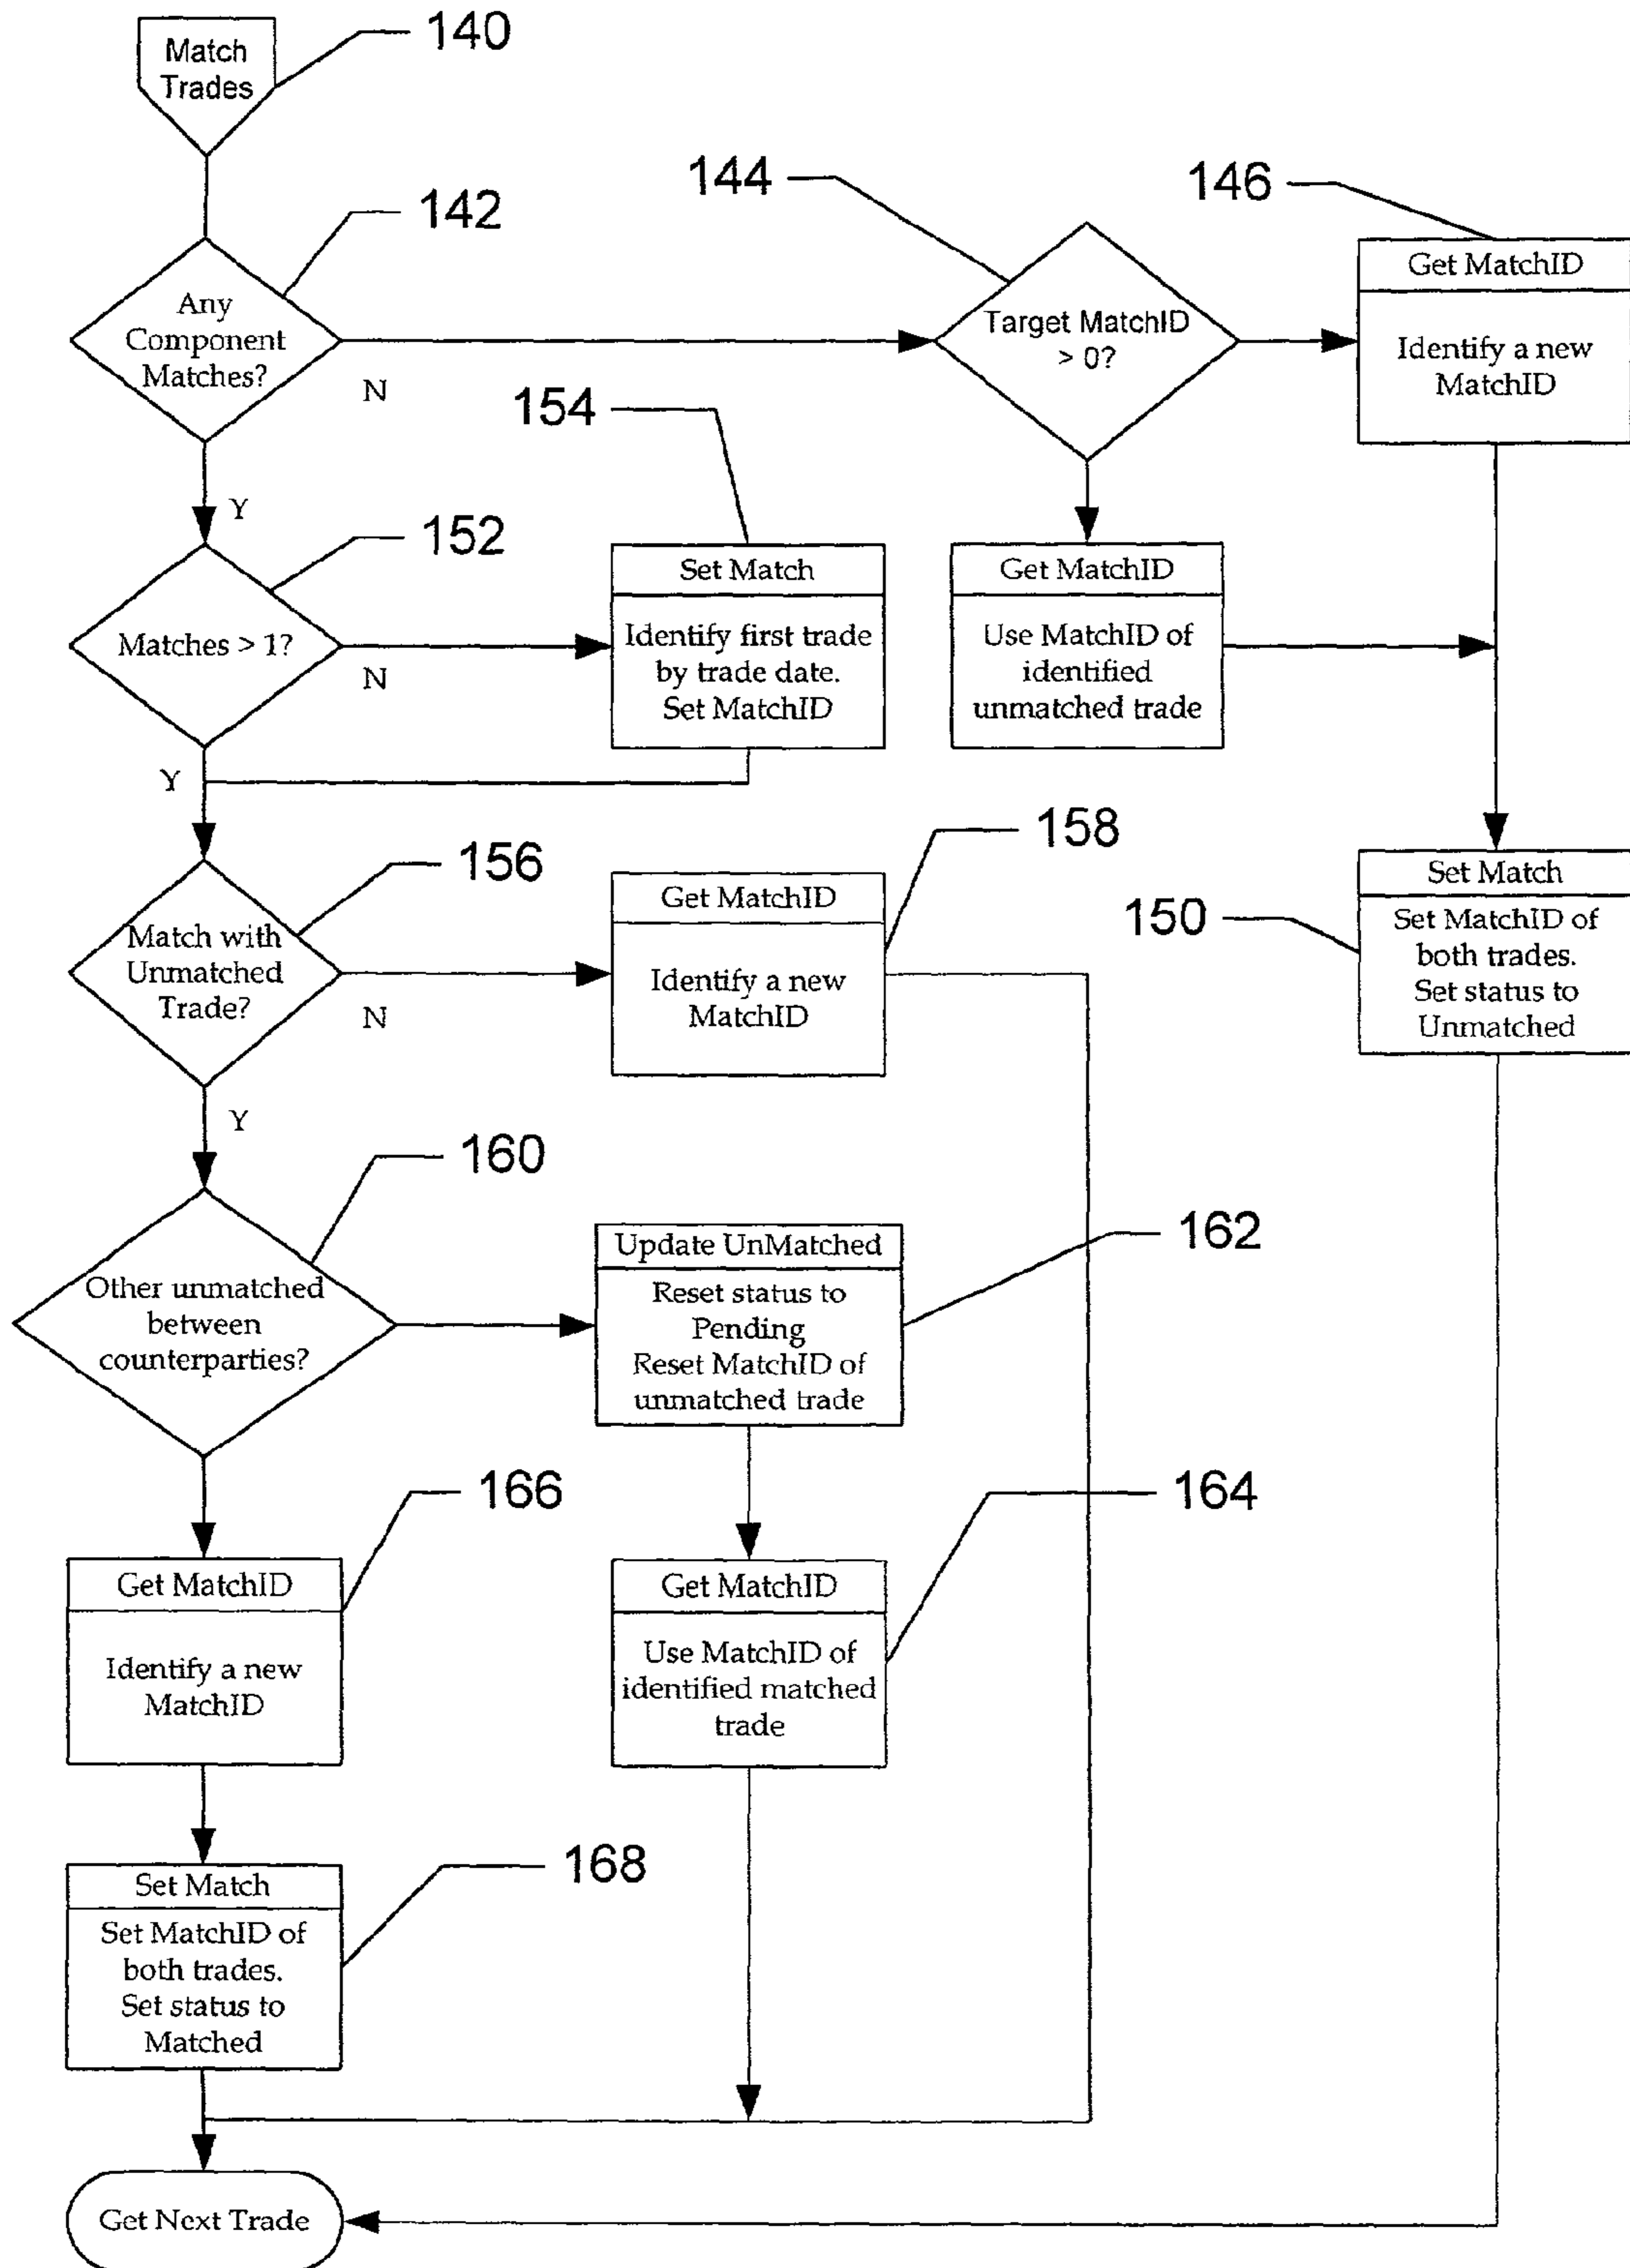 Match
Trades
140
142
Any
Component
Matches?
N
Y
144
Target MatchID
> 0?
146
Get MatchID
Identify a new
MatchID
152
Matches > 1?
N
Y
154
Set Match
Identify first trade
by trade date.
Set MatchID
Get MatchID
Use MatchID of
identified
unmatched trade
156
Match with
Unmatched
Trade?
N
Y
158
Get MatchID
Identify a new
MatchID
150
Set Match
Set MatchID of
both trades.
Set status to
Unmatched
160
Other unmatched
between
counterparties?
162
Update UnMatched
Reset status to
Pending
Reset MatchID of
unmatched trade
166
Get MatchID
Identify a new
MatchID
164
Get MatchID
Use MatchID of
identified matched
trade
168
Set Match
Set MatchID of
both trades.
Set status to
Matched
Get Next Trade